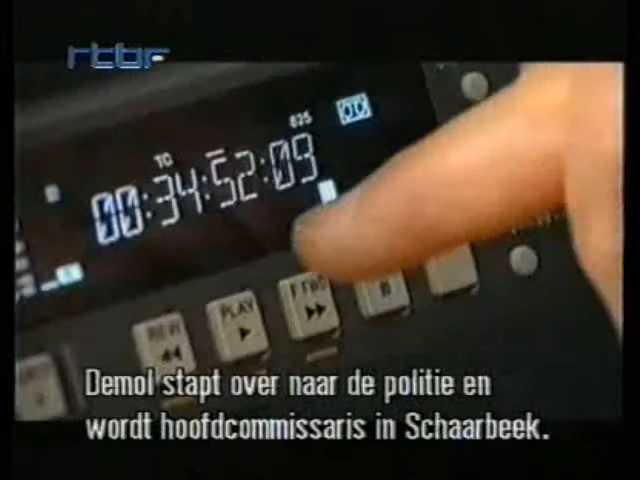 rtbf
625
TC
00:34:52:09
PLAY
F FWD
REW
Demol stapt over naar de politie en
wordt hoofdcommissaris in Schaarbeek.